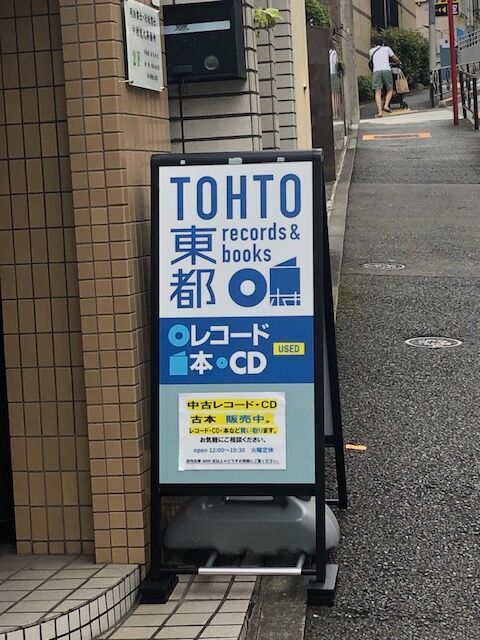 2F
TOHTO
東都
records &
books
レコード
本・CD
USED
中古レコード・CD
古本 販売中。
レコード・CD・本など買い取ります。
お気軽にご相談ください。
open 12:00~19:30 火曜定休